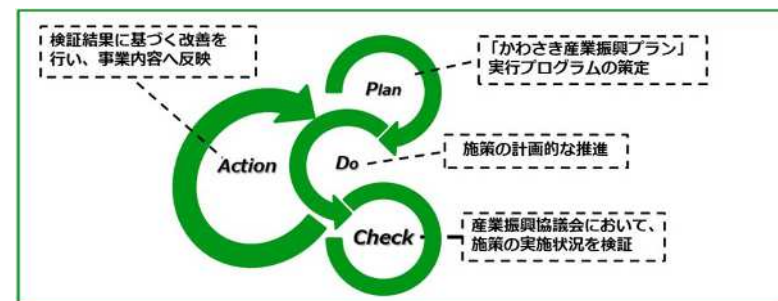 検証結果に基づく改善を
行い、事業内容へ反映
「かわさき産業振興プラン」
実行プログラムの策定
Plan
Action
Do
施策の計画的な推進
Check
産業振興協議会において、
施策の実施状況を検証